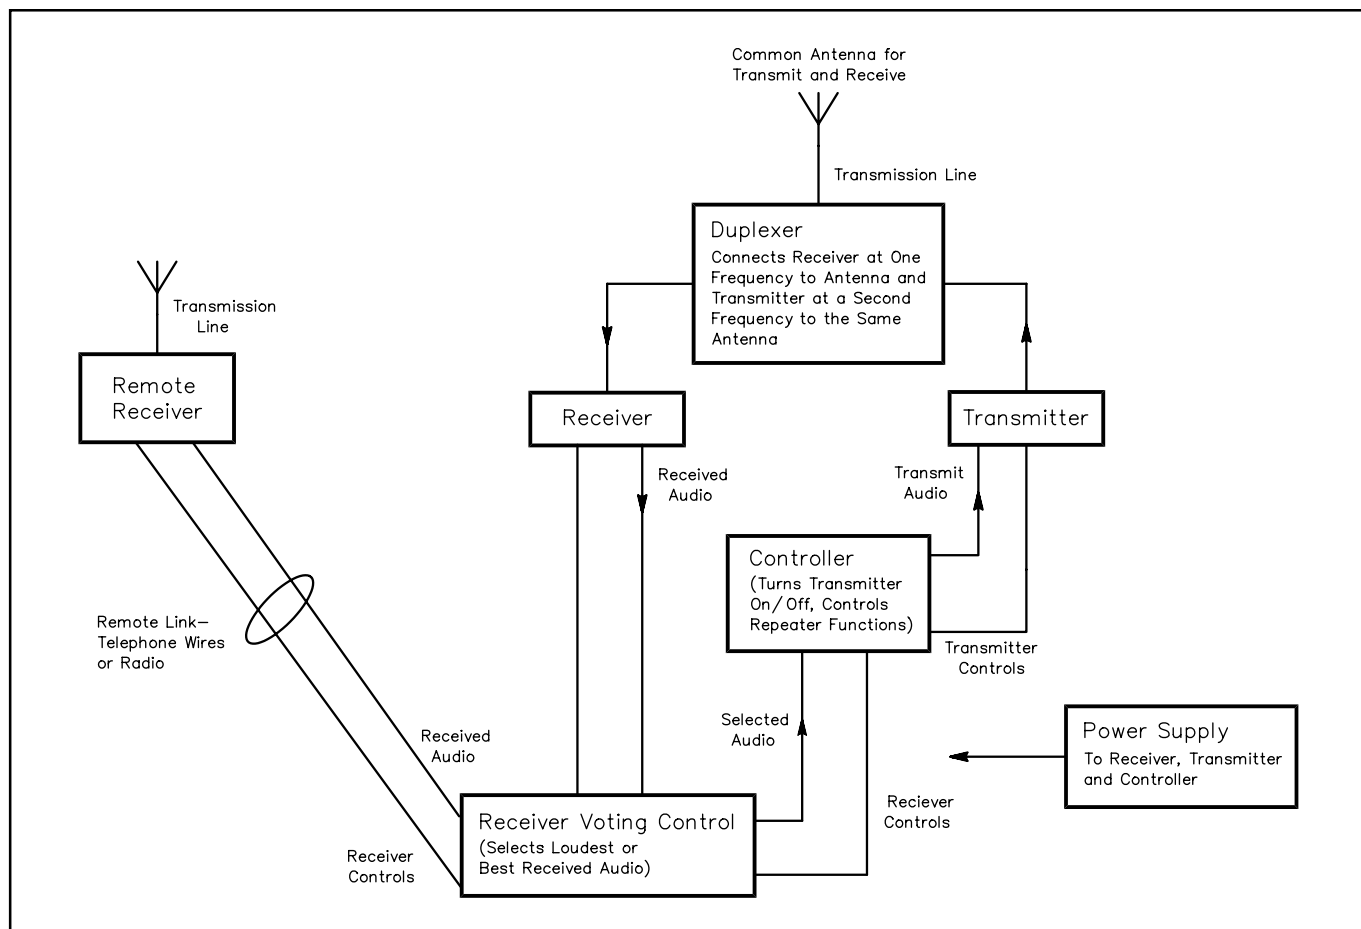 Common Antenna for
Transmit and Receive
Transmission Line
Duplexer
Connects Receiver at One
Frequency to Antenna and
Transmitter at a Second
Frequency to the Same
Antenna
Transmission
Line
Remote
Receiver
Receiver
Transmitter
Received
Audio
Transmit
Audio
Controller
(Turns Transmitter
On/Off, Controls
Repeater Functions)
Remote Link–
Telephone Wires
or Radio
Transmitter
Controls
Received
Audio
Selected
Audio
Power Supply
To Receiver, Transmitter
and Controller
Receiver Voting Control
(Selects Loudest or
Best Received Audio)
Reciever
Controls
Receiver
Controls